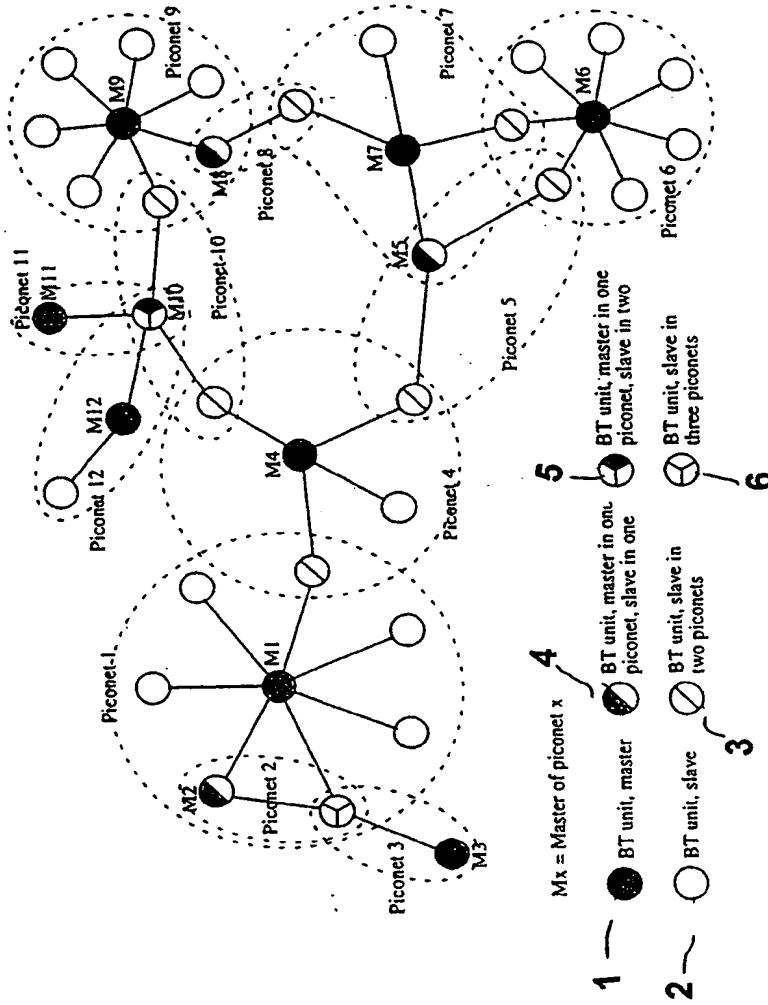 Piconet 9
M9
Piconet 11
M11
M8
Piconet 8
Piconet 7
M12
M10
Piconet-10
M7
M6
Piconet 12
M5
Piconet 6
M4
Piconet 4
Piconet 5
Piconet-1
M1
M2
Piconet 2
Piconet 3
M3
Mx = Master of piconet x
1
BT unit, master
4
BT unit, master in one
piconet, slave in one
5
BT unit, master in one
piconet, slave in two
2
BT unit, slave
3
BT unit, slave in
two piconets
6
BT unit, slave in
three piconets